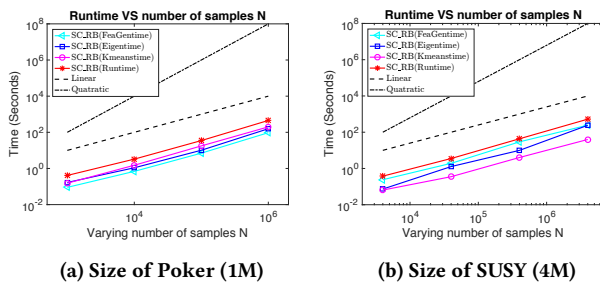 Runtime VS number of samples N
10^8
10^6
10^4
10^2
10^0
10^-2
Time (Seconds)
SC_RB(FeaGentime)
SC_RB(Eigentime)
SC_RB(Kmeanstime)
SC_RB(Runtime)
Linear
Quatratic
10^4
10^6
Varying number of samples N
(a) Size of Poker (1M)
Runtime VS number of samples N
10^8
10^6
10^4
10^2
10^0
10^-2
Time (Seconds)
SC_RB(FeaGentime)
SC_RB(Eigentime)
SC_RB(Kmeanstime)
SC_RB(Runtime)
Linear
Quatratic
10^4
10^5
10^6
Varying number of samples N
(b) Size of SUSY (4M)